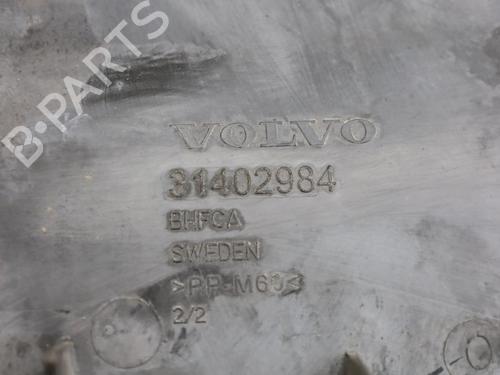 B-PARTS
VOLVO
31402984
BHFCA
SWEDEN
>PP-M60<
2/2